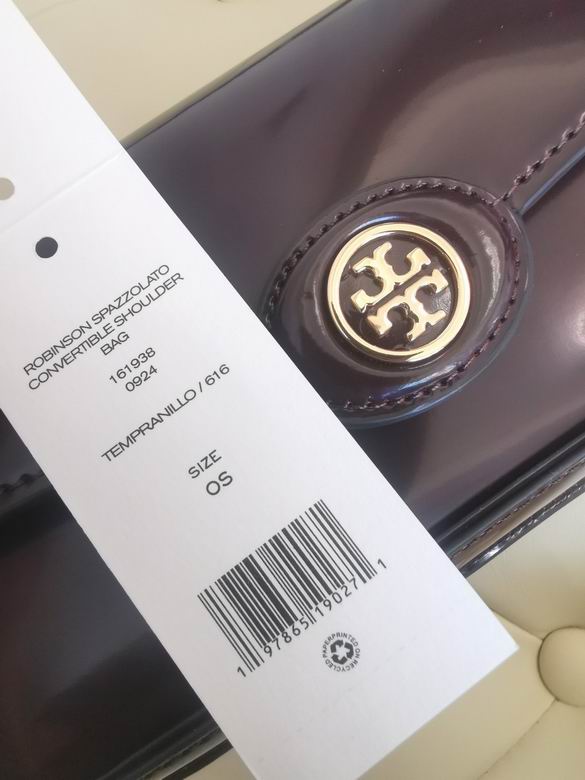 ROBINSON SPAZZOLATO
CONVERTIBLE SHOULDER
BAG
161938
0924
TEMPRANILLO / 616
SIZE
OS
1 97865 19027 1
PRINTED ON RECYCLED PAPER